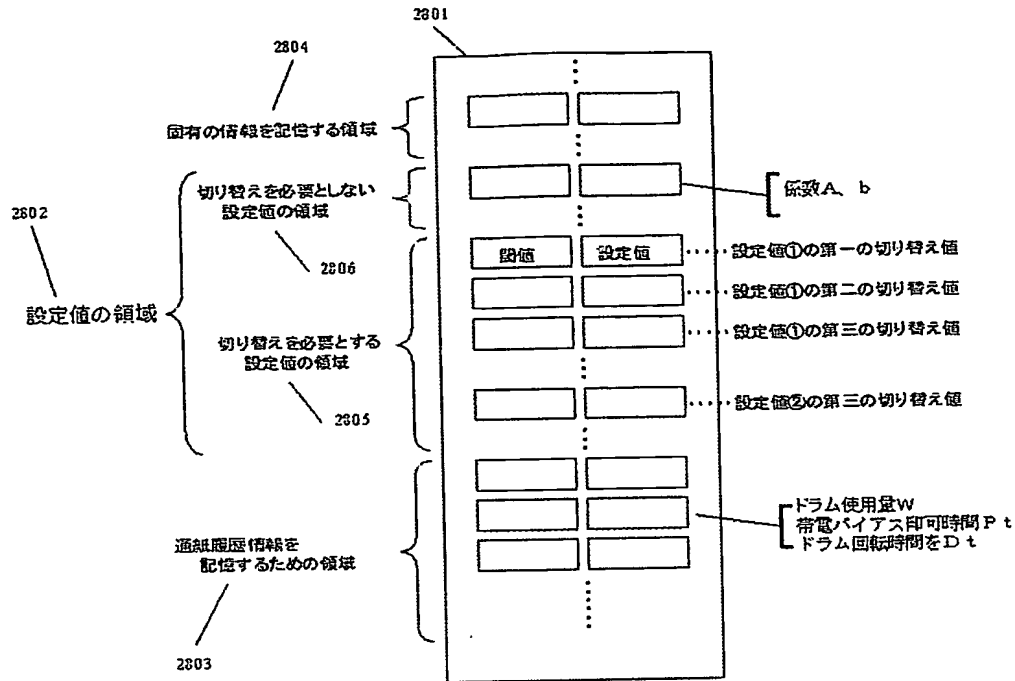 2801
2804
固有の情報を記憶する領域
切り替えを必要としない
設定値の領域
係数A、b
2802
2806
閾値
設定値
設定値①の第一の切り替え値
設定値①の第二の切り替え値
設定値の領域
設定値①の第三の切り替え値
切り替えを必要とする
設定値の領域
設定値②の第三の切り替え値
2805
ドラム使用量W
帯電バイアス印可時間Pt
ドラム回転時間をDt
通紙履歴情報を
記憶するための領域
2803